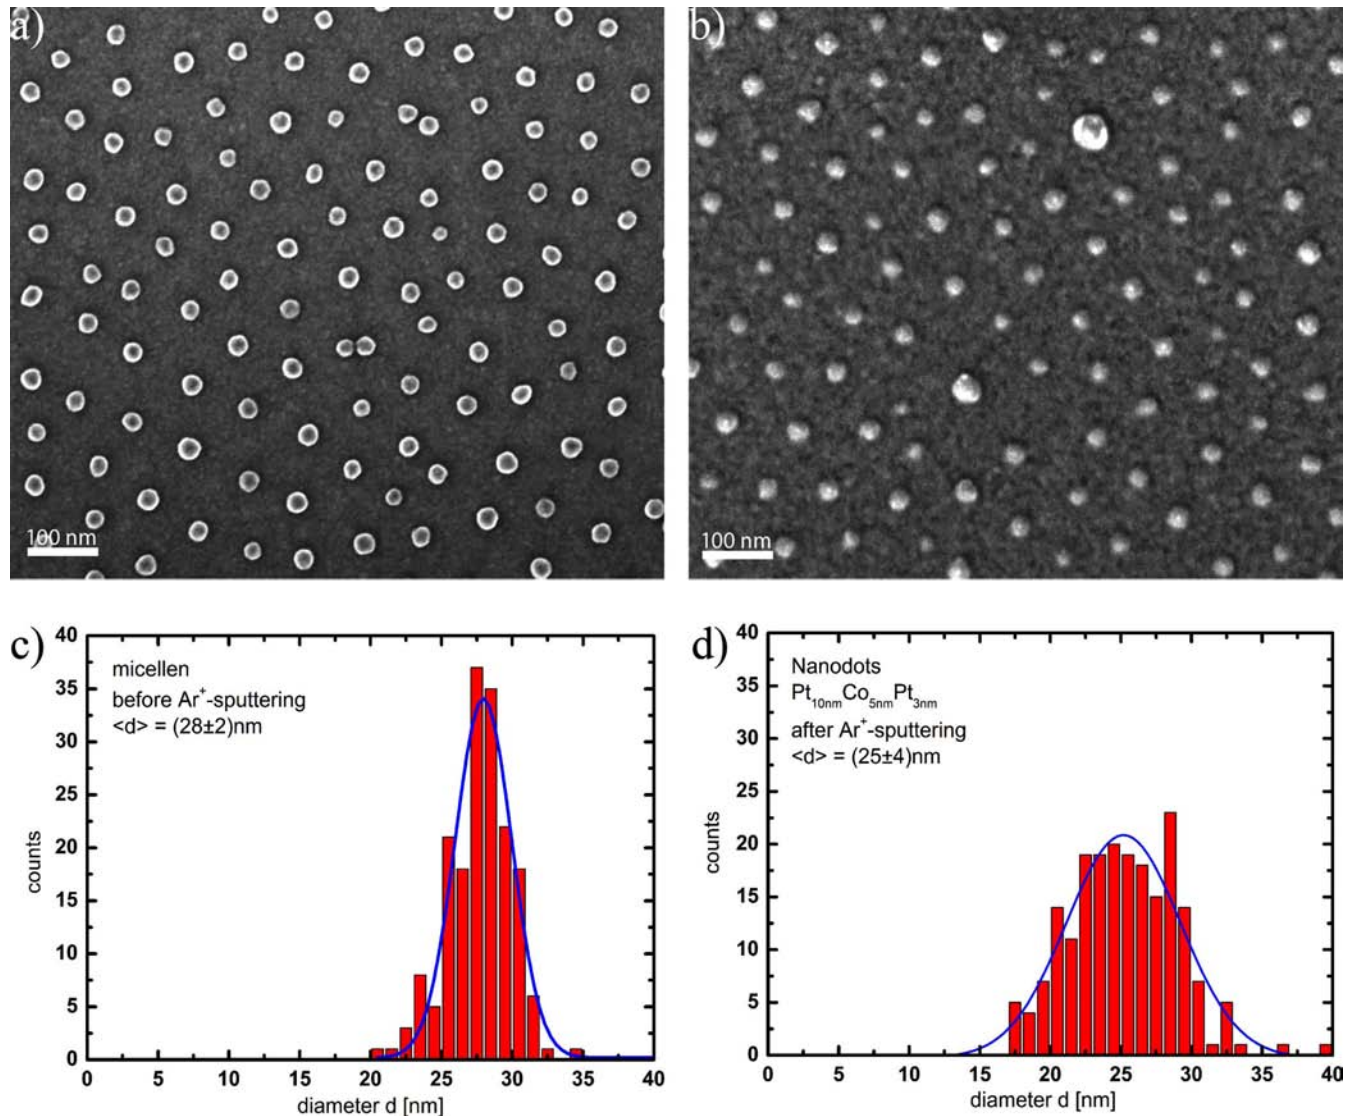 a)
100 nm
b)
100 nm
c)
micellen
before Ar⁺-sputtering
<d> = (28±2)nm
counts
40
35
30
25
20
15
10
5
0
0 5 10 15 20 25 30 35 40
diameter d [nm]
d)
Nanodots
Pt₁₀ₙₘCo₅ₙₘPt₃ₙₘ
after Ar⁺-sputtering
<d> = (25±4)nm
counts
40
35
30
25
20
15
10
5
0
0 5 10 15 20 25 30 35 40
diameter d [nm]